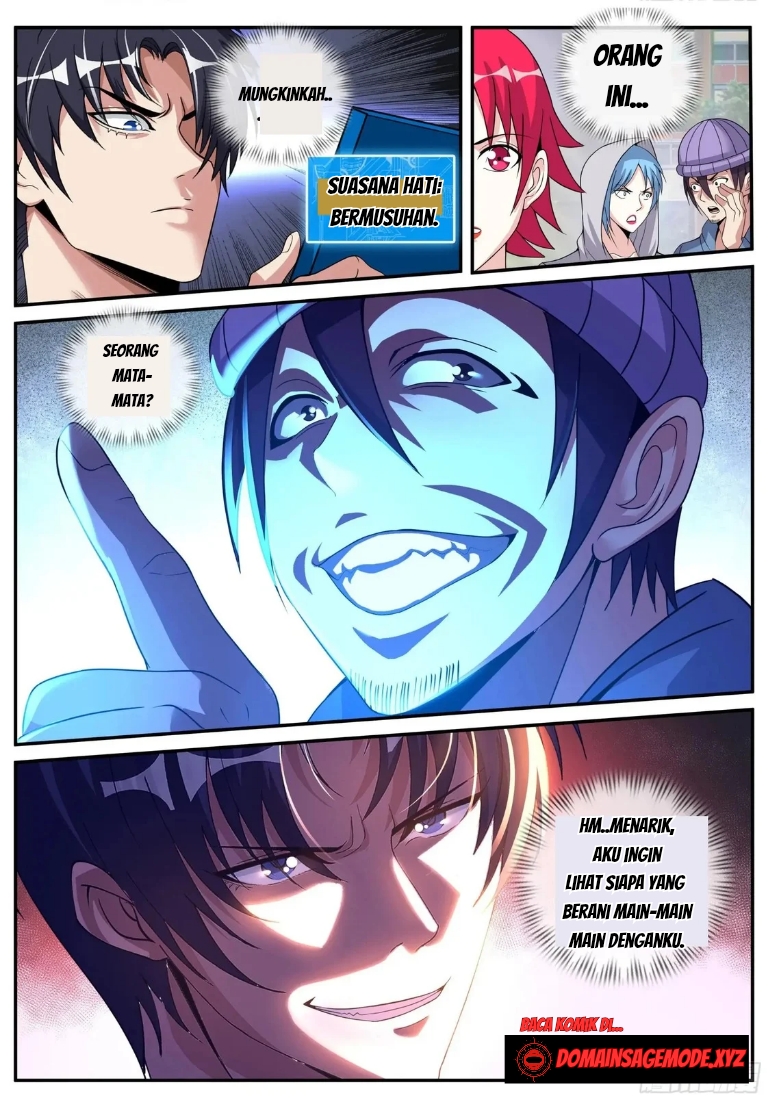 MUNGKINKAH..
SUASANA HATI:
BERMUSUHAN.
ORANG
INI...
SEORANG
MATA-
MATA?
HM..MENARIK,
AKU INGIN
LIHAT SIAPA YANG
BERANI MAIN-MAIN
MAIN DENGANKU.
BACA KOMIK DI...
DOMAINSAGEMODE.XYZ